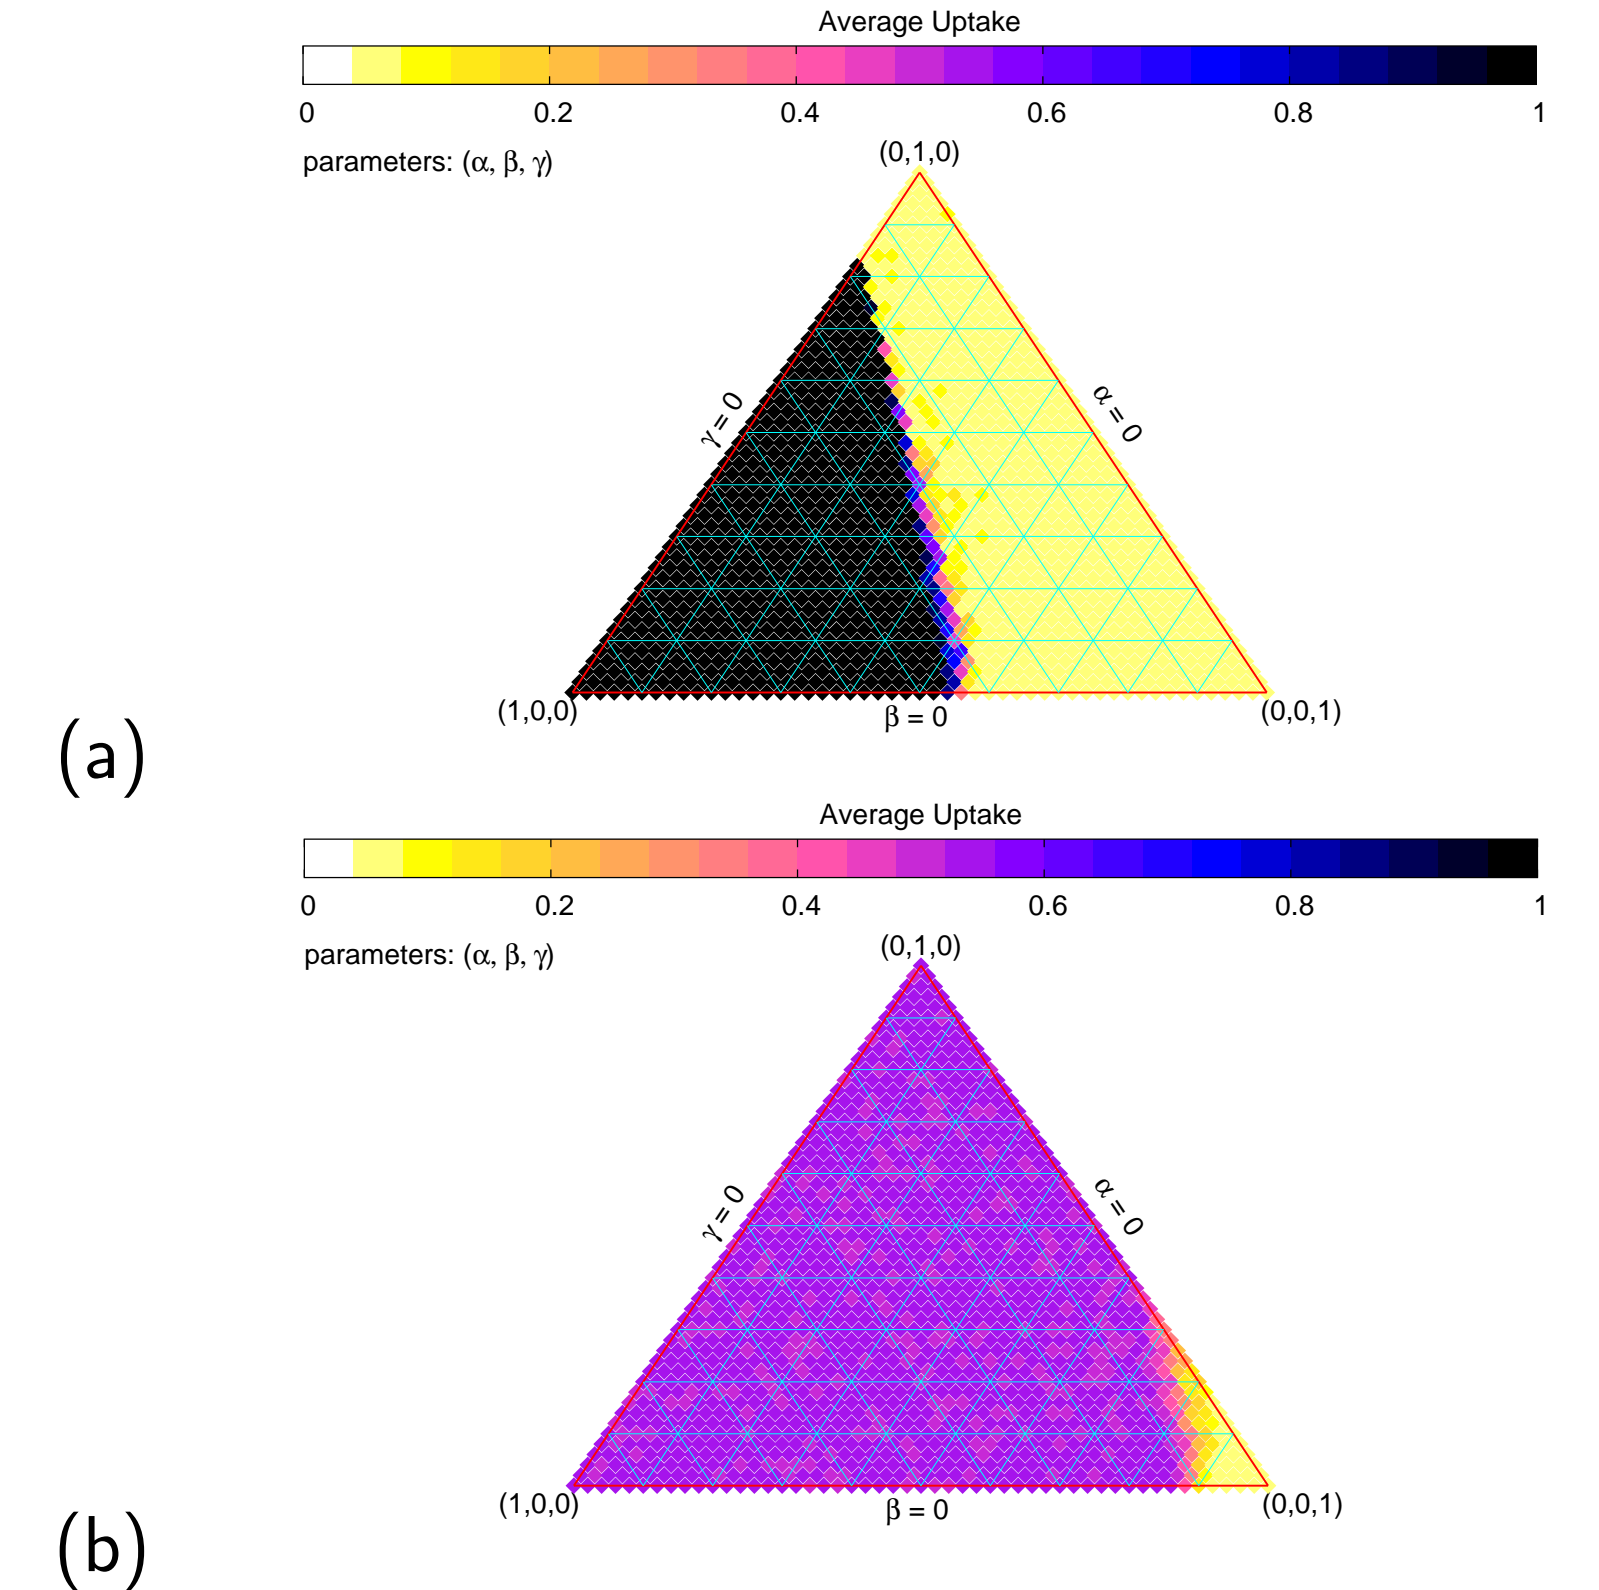 Average Uptake
0 0.2 0.4 0.6 0.8 1
parameters: (α, β, γ)
(0,1,0)
γ = 0
α = 0
(1,0,0)
β = 0
(0,0,1)
(a)
Average Uptake
0 0.2 0.4 0.6 0.8 1
parameters: (α, β, γ)
(0,1,0)
γ = 0
α = 0
(1,0,0)
β = 0
(0,0,1)
(b)